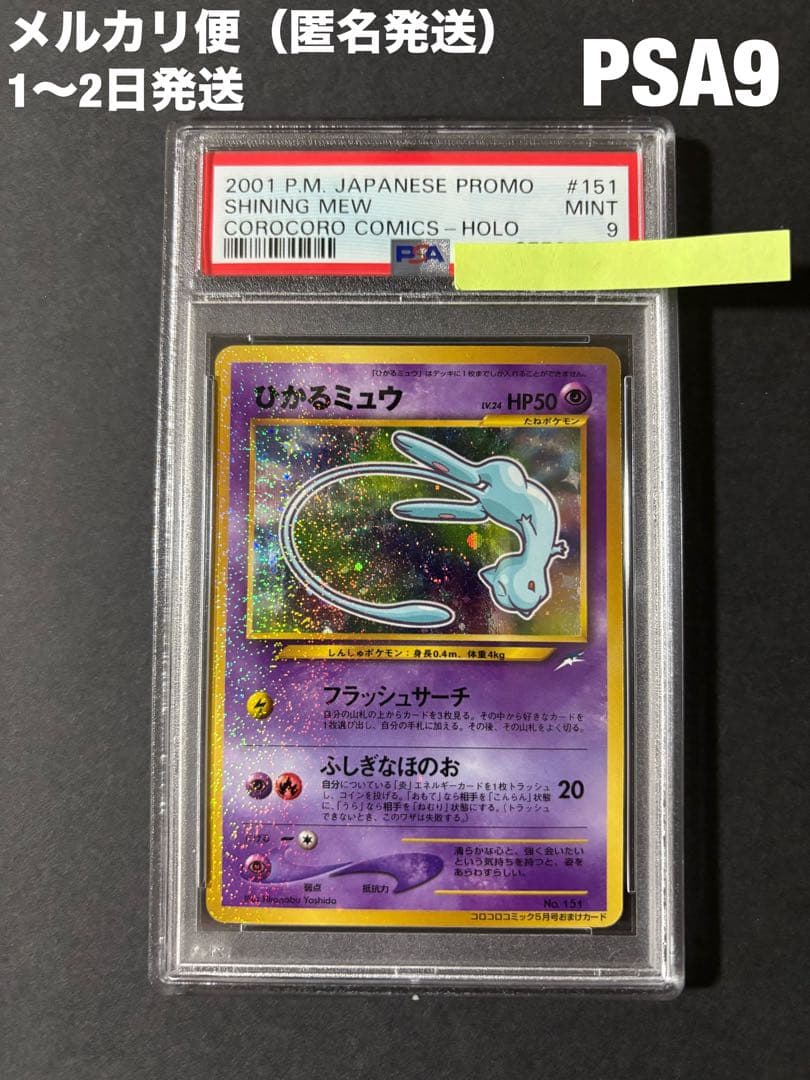 メルカリ便（匿名発送）
1〜2日発送
PSA9
2001 P.M. JAPANESE PROMO #151
SHINING MEW MINT
COROCORO COMICS-HOLO 9
PSA
「ひかるミュウ」はデッキに1枚までしか入れることができません。
ひかるミュウ LV.24 HP50
たねポケモン
しんしゅポケモン：身長0.4m、体重4kg
フラッシュサーチ
自分の山札の上からカードを3枚見る。その中から好きなカードを
1枚選び出し、自分の手札に加える。その後、その山札をよく切る。
ふしぎなほのお 20
自分についている「炎」エネルギーカードを1枚トラッシュ
し、コインを投げる。「おもて」なら相手を「こんらん」状態
に、「うら」なら相手を「ねむり」状態にする。（トラッシュ
できないとき、このワザは失敗する。）
清らかな心と、強く会いたい
という気持ちを持つと、姿を
あらわすらしい。
弱点 抵抗力
Hironobu Yoshida No. 151
コロコロコミック5月号おまけカード